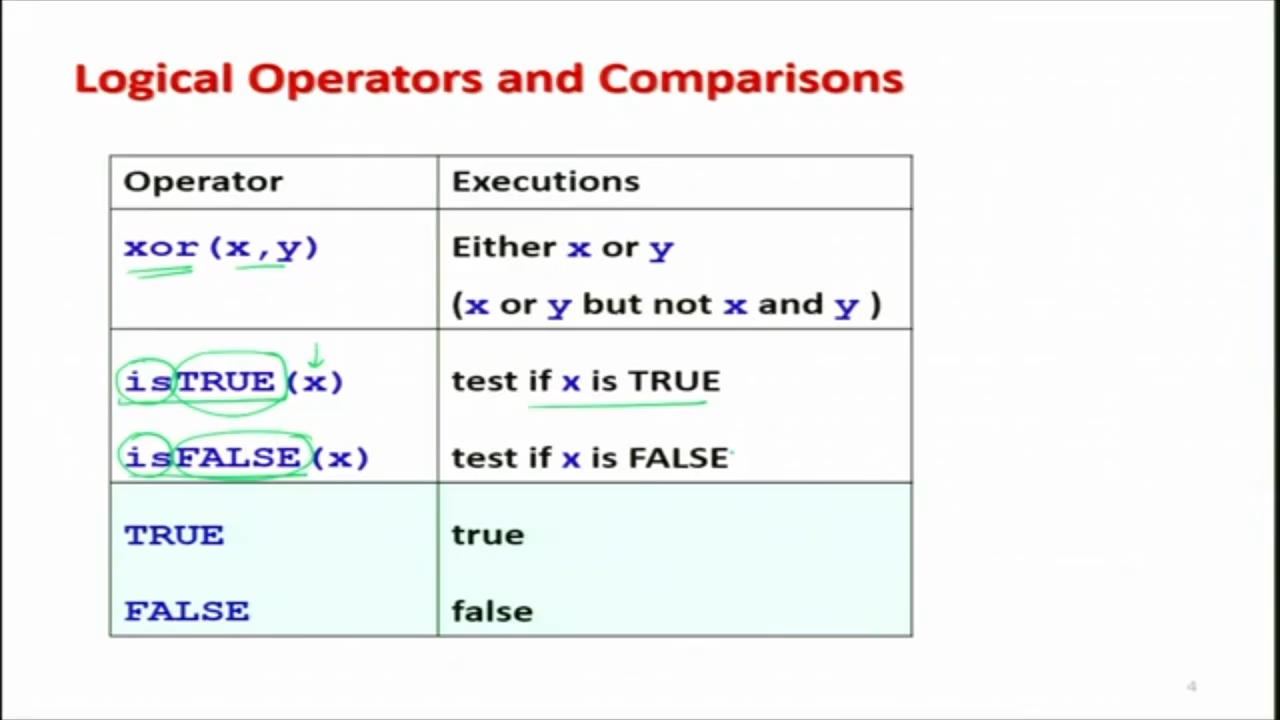 Logical Operators and Comparisons
Operator Executions
xor(x,y) Either x or y
(x or y but not x and y )
isTRUE(x) test if x is TRUE
isFALSE(x) test if x is FALSE
TRUE true
FALSE false
4